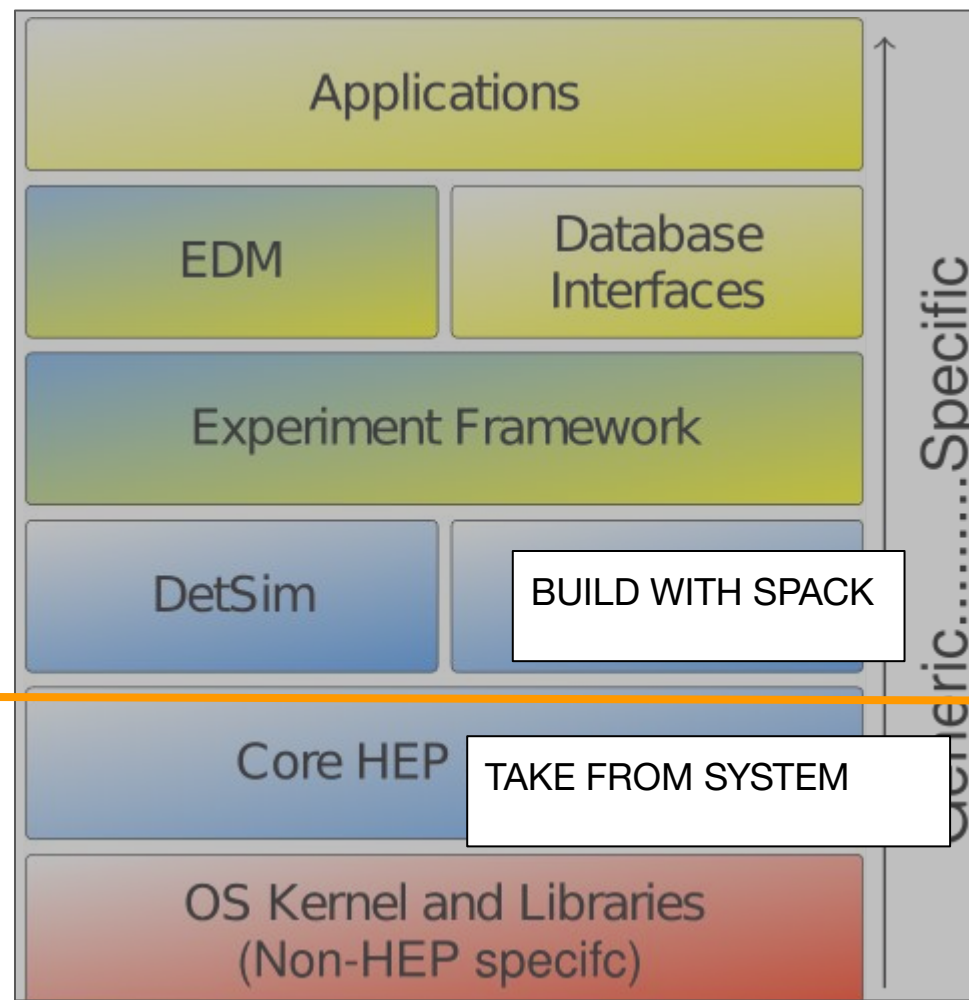 Applications
EDM
Database
Interfaces
Experiment Framework
DetSim
BUILD WITH SPACK
Core HEP
TAKE FROM SYSTEM
OS Kernel and Libraries
(Non-HEP specifc)
Generic..........Specific